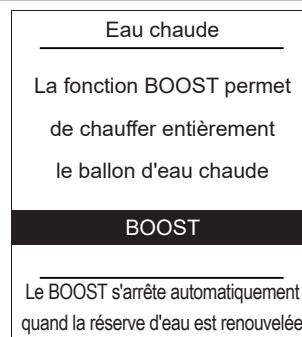 Eau chaude
La fonction BOOST permet
de chauffer entièrement
le ballon d'eau chaude
BOOST
Le BOOST s'arrête automatiquement
quand la réserve d'eau est renouvelée